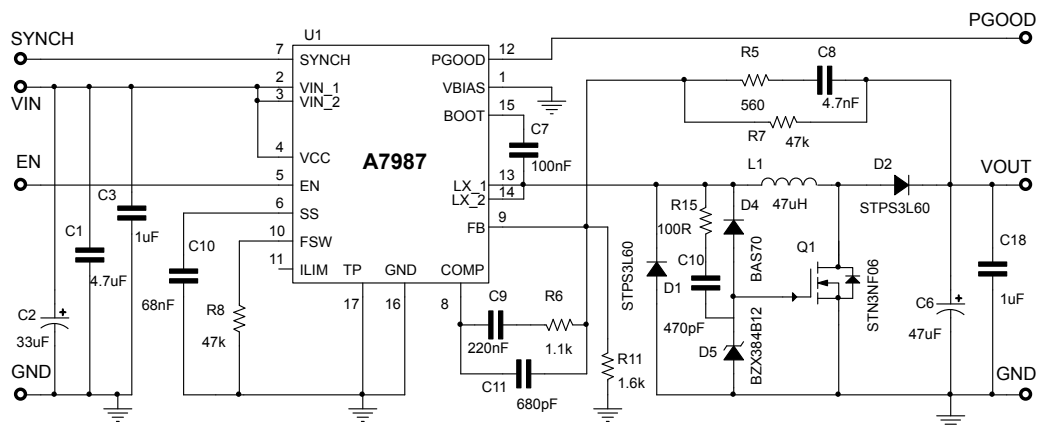 PGOOD
SYNCH
U1
7
SYNCH
PGOOD
12
VIN
2
VIN_1
3
VIN_2
VBIAS
1
BOOT
15
R5
560
C8
4.7nF
R7
47k
C7
100nF
4
VCC
A7987
EN
5
EN
LX_1
13
LX_2
14
L1
47uH
D2
STPS3L60
VOUT
6
SS
FB
9
10
FSW
11
ILIM
TP
GND
COMP
17
16
8
C3
1uF
C1
4.7uF
C2
33uF
C10
68nF
R8
47k
C9
220nF
R6
1.1k
C11
680pF
R11
1.6k
STPS3L60
D1
R15
100R
C10
470pF
D4
BAS70
D5
BZX384B12
Q1
STN3NF06
C6
47uF
C18
1uF
GND
GND